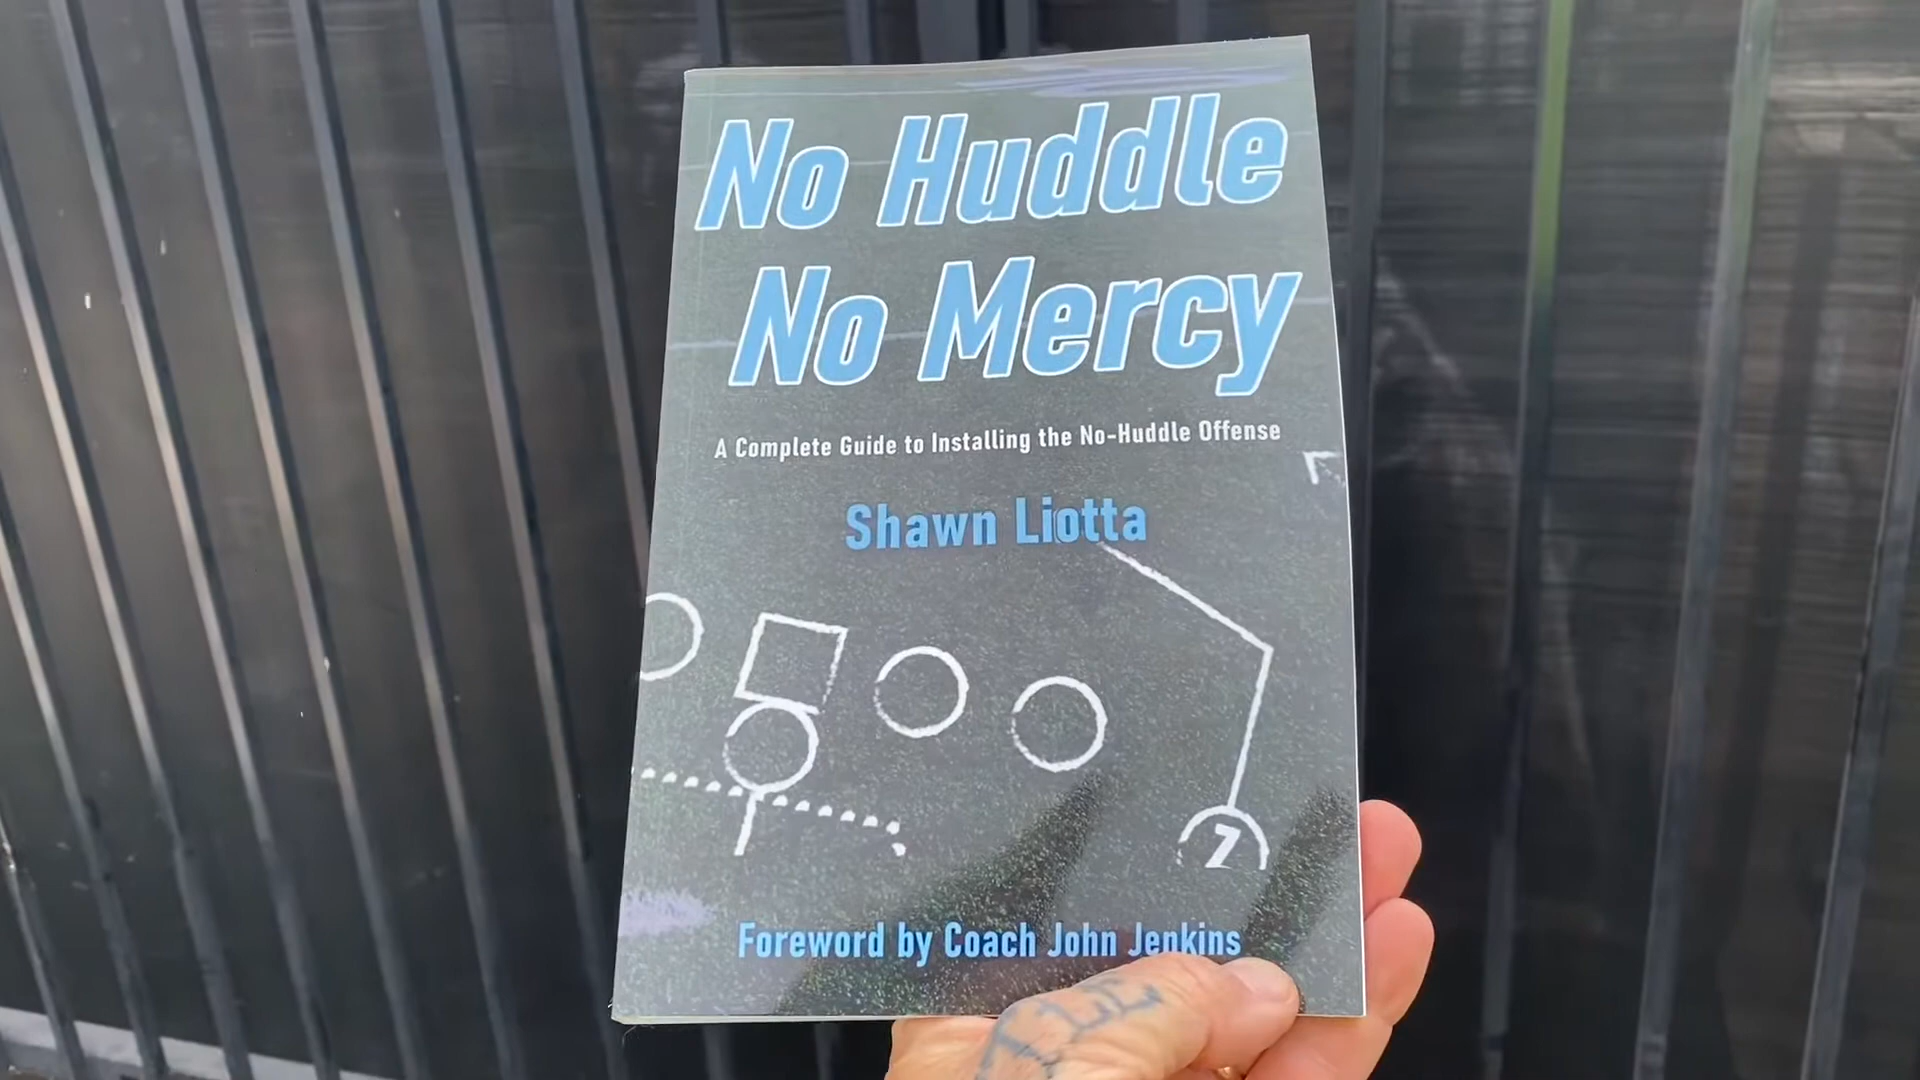 No Huddle
No Mercy
A Complete Guide to Installing the No-Huddle Offense
Shawn Liotta
Z
Foreword by Coach John Jenkins